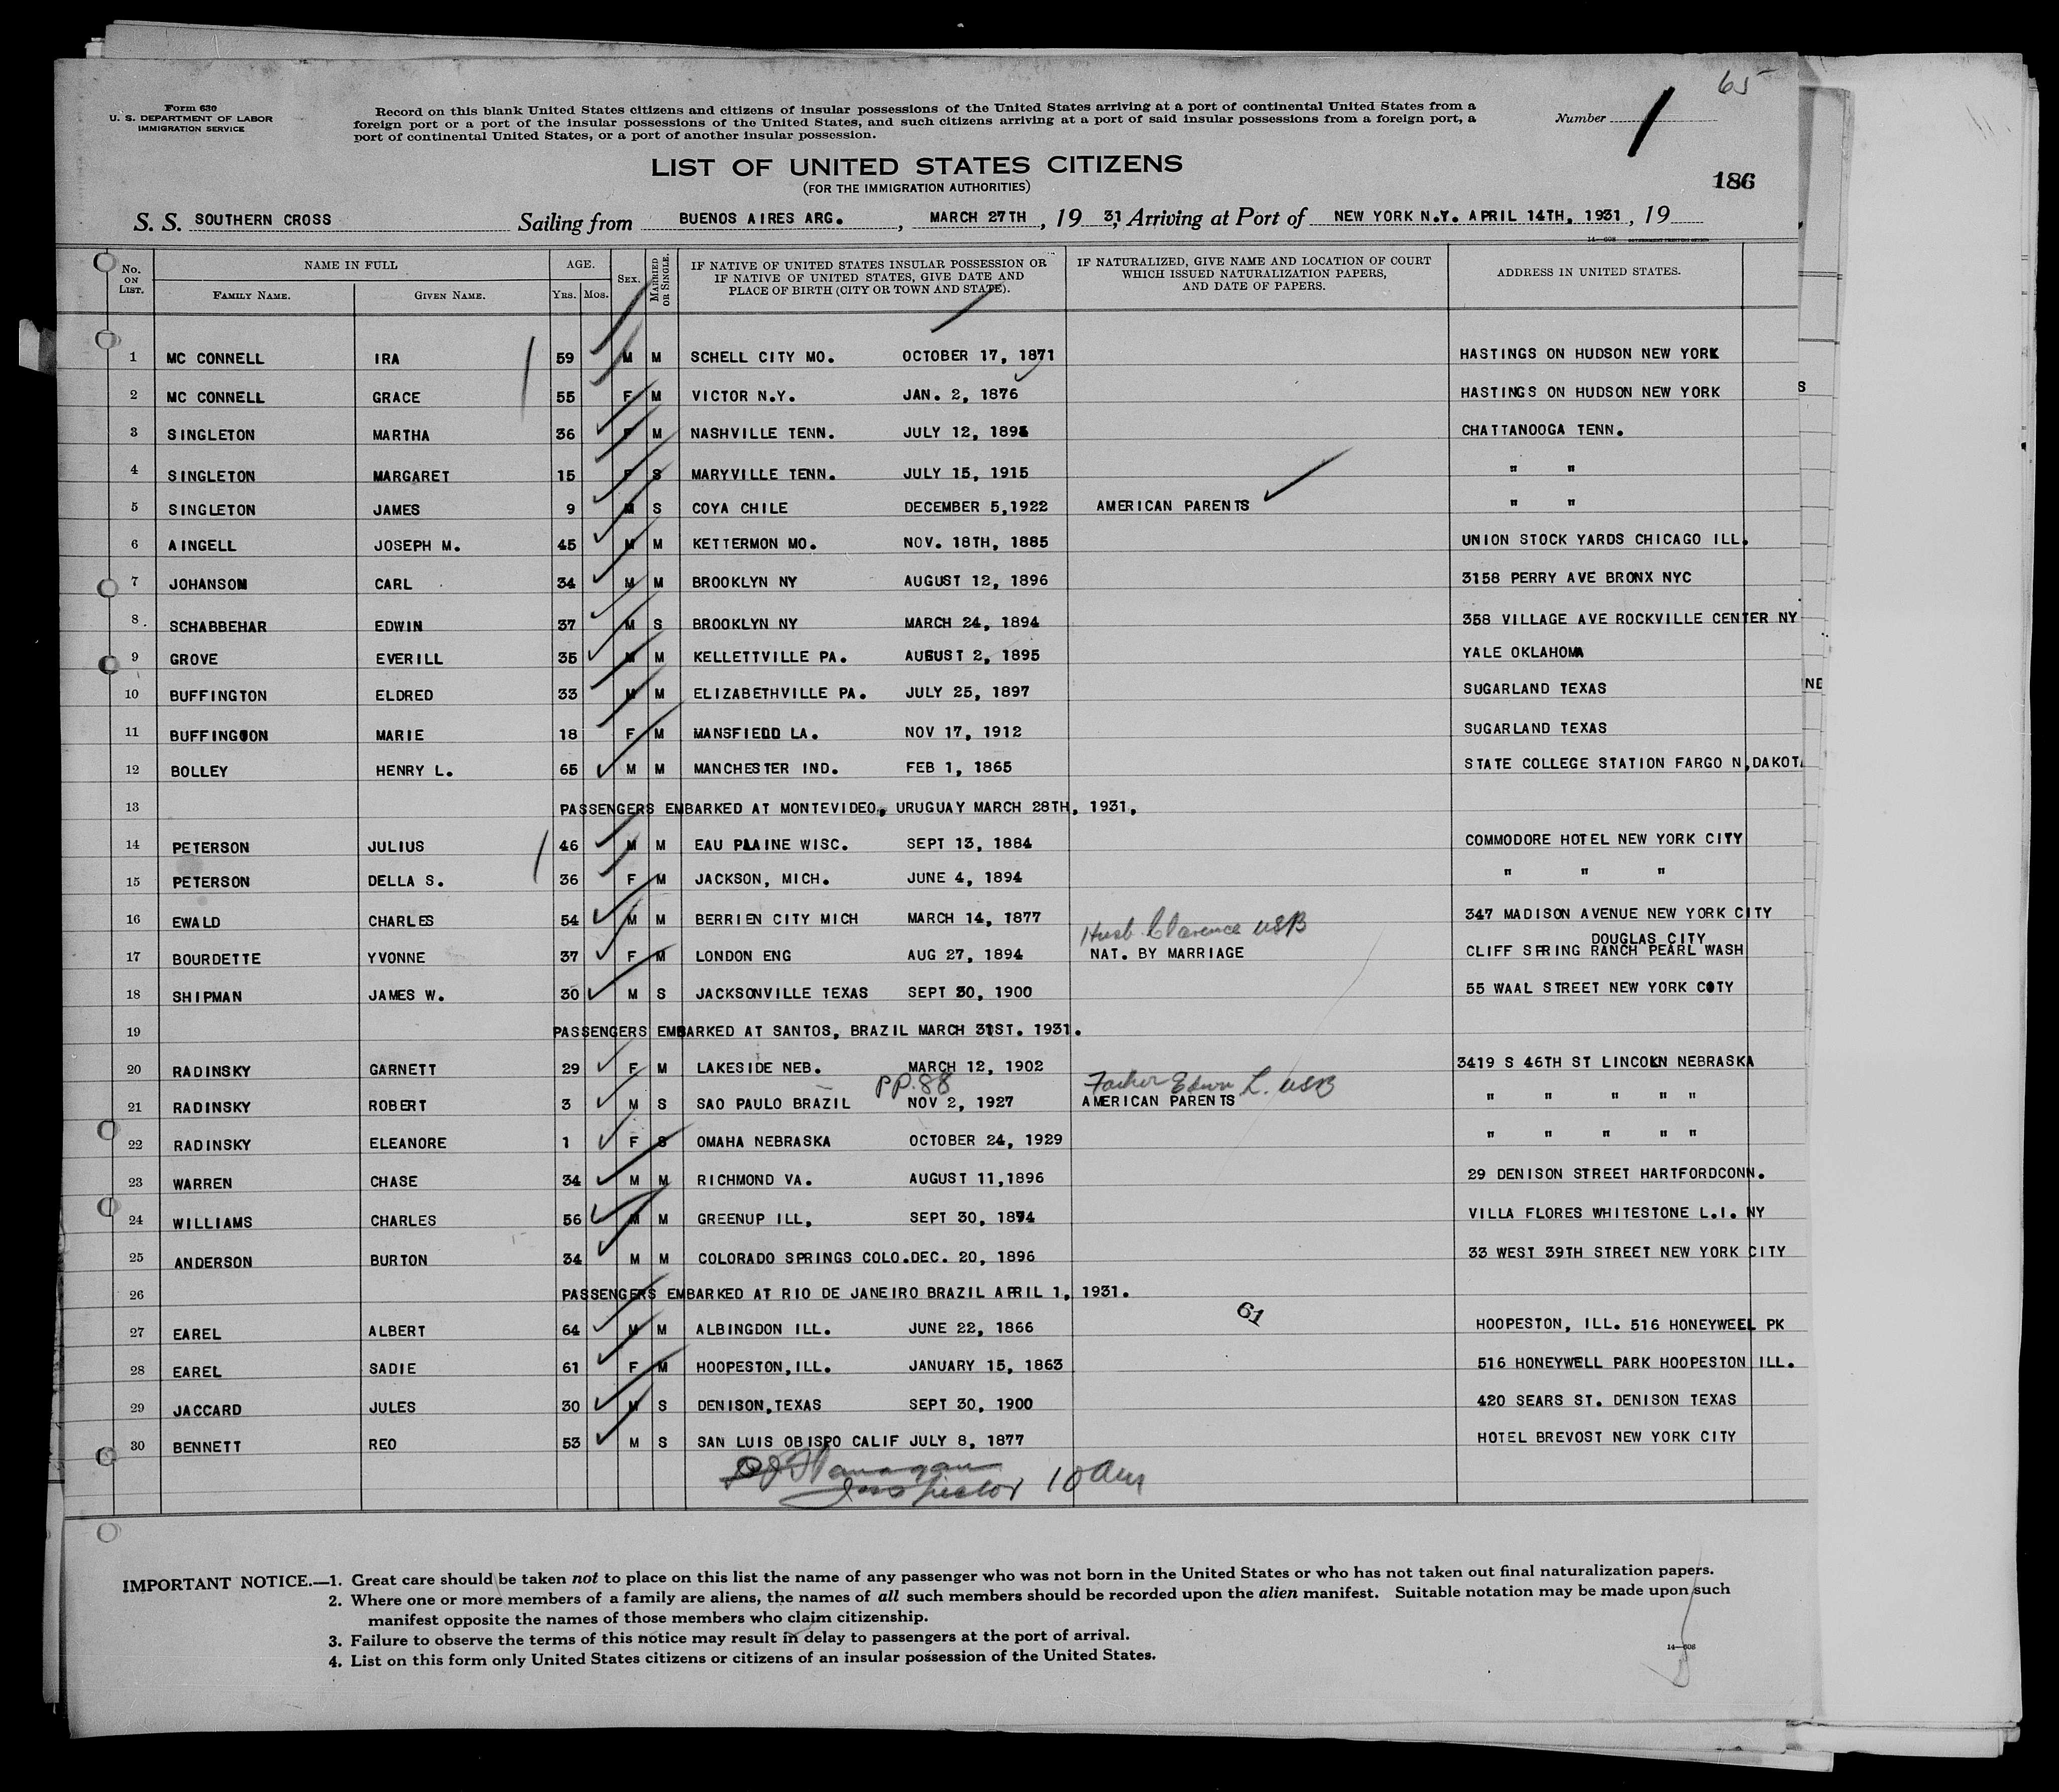 65
Form 630
U. S. DEPARTMENT OF LABOR
IMMIGRATION SERVICE
Record on this blank United States citizens and citizens of insular possessions of the United States arriving at a port of continental United States from a
foreign port or a port of the insular possessions of the United States, and such citizens arriving at a port of said insular possessions from a foreign port, a
port of continental United States, or a port of another insular possession.
Number 1
LIST OF UNITED STATES CITIZENS
(FOR THE IMMIGRATION AUTHORITIES)
186
S. S. SOUTHERN CROSS Sailing from BUENOS AIRES ARG. , MARCH 27TH , 19 31, Arriving at Port of NEW YORK N.Y. APRIL 14TH, 1931 , 19
14—608 GOVERNMENT PRINTING OFFICE
No. ON LIST. NAME IN FULL FAMILY NAME. GIVEN NAME. AGE. YRS. MOS. SEX. MARRIED OR SINGLE. IF NATIVE OF UNITED STATES INSULAR POSSESSION OR IF NATIVE OF UNITED STATES, GIVE DATE AND PLACE OF BIRTH (CITY OR TOWN AND STATE). IF NATURALIZED, GIVE NAME AND LOCATION OF COURT WHICH ISSUED NATURALIZATION PAPERS, AND DATE OF PAPERS. ADDRESS IN UNITED STATES.
1 MC CONNELL IRA 59 M M SCHELL CITY MO. OCTOBER 17, 1871 HASTINGS ON HUDSON NEW YORK
2 MC CONNELL GRACE 55 F M VICTOR N.Y. JAN. 2, 1876 HASTINGS ON HUDSON NEW YORK
3 SINGLETON MARTHA 36 F M NASHVILLE TENN. JULY 12, CHATTANOOGA TENN.
4 SINGLETON MARGARET 15 F S MARYVILLE TENN. JULY 15, 1915 " "
5 SINGLETON JAMES 9 M S COYA CHILE DECEMBER 5,1922 AMERICAN PARENTS " "
6 AINGELL JOSEPH M. 45 M M KETTERMON MO. NOV. 18TH, 1885 UNION STOCK YARDS CHICAGO ILL.
7 JOHANSOM CARL 34 M M BROOKLYN NY AUGUST 12, 1896 3158 PERRY AVE BRONX NYC
8 SCHABBEHAR EDWIN 37 M S BROOKLYN NY MARCH 24, 1894 358 VILLAGE AVE ROCKVILLE CENTER NY
9 GROVE EVERILL 35 M M KELLETTVILLE PA. AUGUST 2, 1895 YALE OKLAHOMA
10 BUFFINGTON ELDRED 33 M M ELIZABETHVILLE PA. JULY 25, 1897 SUGARLAND TEXAS
11 BUFFINGTON MARIE 18 F M MANSFIELD LA. NOV 17, 1912 SUGARLAND TEXAS
12 BOLLEY HENRY L. 65 M M MANCHESTER IND. FEB 1, 1865 STATE COLLEGE STATION FARGO N,DAKOTA
13 PASSENGERS EMBARKED AT MONTEVIDEO, URUGUAY MARCH 28TH, 1931,
14 PETERSON JULIUS 46 M M EAU PLAINE WISC. SEPT 13, 1884 COMMODORE HOTEL NEW YORK CITY
15 PETERSON DELLA S. 36 F M JACKSON, MICH. JUNE 4, 1894 " " "
16 EWALD CHARLES 54 M M BERRIEN CITY MICH MARCH 14, 1877 347 MADISON AVENUE NEW YORK CITY
Husb Clarence USB
DOUGLAS CITY
17 BOURDETTE YVONNE 37 F M LONDON ENG AUG 27, 1894 NAT. BY MARRIAGE CLIFF SPRING RANCH PEARL WASH
18 SHIPMAN JAMES W. 30 M S JACKSONVILLE TEXAS SEPT 30, 1900 55 WAAL STREET NEW YORK COTY
19 PASSENGERS EMBARKED AT SANTOS, BRAZIL MARCH 31ST. 1931.
20 RADINSKY GARNETT 29 F M LAKESIDE NEB. MARCH 12, 1902 3419 S 46TH ST LINCOLN NEBRASKA
PP.88 Father Edwin L. USB
21 RADINSKY ROBERT 3 M S SAO PAULO BRAZIL NOV 2, 1927 AMERICAN PARENTS " " " " "
22 RADINSKY ELEANORE 1 F S OMAHA NEBRASKA OCTOBER 24, 1929 " " " " "
23 WARREN CHASE 34 M M RICHMOND VA. AUGUST 11,1896 29 DENISON STREET HARTFORDCONN.
24 WILLIAMS CHARLES 56 M M GREENUP ILL, SEPT 30, 1874 VILLA FLORES WHITESTONE L.I. NY
25 ANDERSON BURTON 34 M M COLORADO SPRINGS COLO.DEC. 20, 1896 33 WEST 39TH STREET NEW YORK CITY
26 PASSENGERS EMBARKED AT RIO DE JANEIRO BRAZIL APRIL 1, 1931.
61
27 EAREL ALBERT 64 M M ALBINGDON ILL. JUNE 22, 1866 HOOPESTON, ILL. 516 HONEYWEEL PK
28 EAREL SADIE 61 F M HOOPESTON,ILL. JANUARY 15, 1863 516 HONEYWELL PARK HOOPESTON ILL.
29 JACCARD JULES 30 M S DENISON,TEXAS SEPT 30, 1900 420 SEARS ST. DENISON TEXAS
30 BENNETT REO 53 M S SAN LUIS OBISPO CALIF JULY 8, 1877 HOTEL BREVOST NEW YORK CITY
Flanagan
Inspector 10 am
IMPORTANT NOTICE.—1. Great care should be taken not to place on this list the name of any passenger who was not born in the United States or who has not taken out final naturalization papers.
2. Where one or more members of a family are aliens, the names of all such members should be recorded upon the alien manifest. Suitable notation may be made upon such
manifest opposite the names of those members who claim citizenship.
3. Failure to observe the terms of this notice may result in delay to passengers at the port of arrival.
4. List on this form only United States citizens or citizens of an insular possession of the United States.
14—608